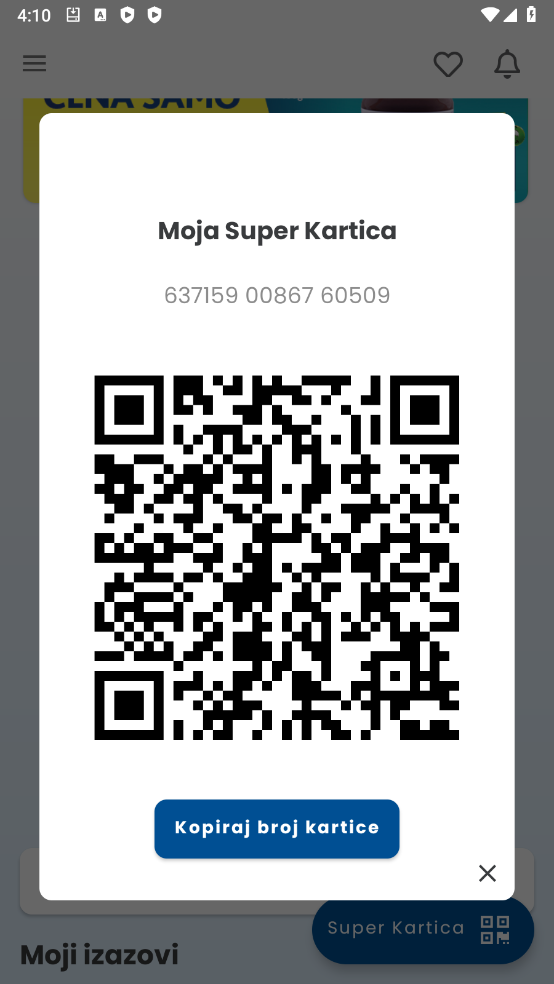 4:10
CENA SAMO
Moja Super Kartica
637159 00867 60509
Kopiraj broj kartice
Super Kartica
Moji izazovi